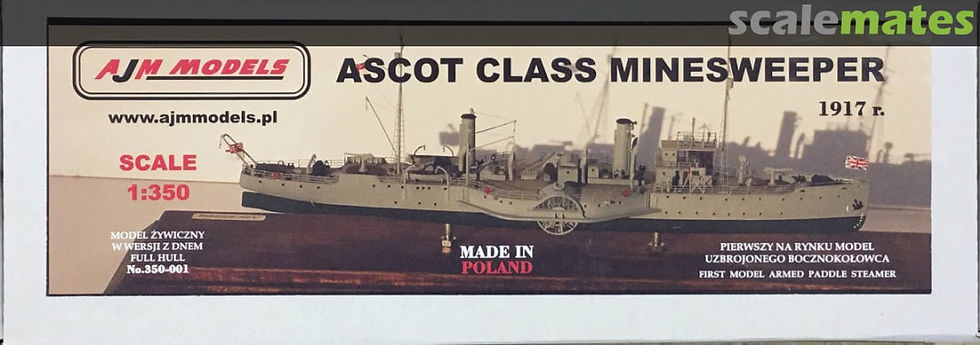 scalemates
AJM MODELS
ASCOT CLASS MINESWEEPER
www.ajmmodels.pl
1917 r.
SCALE
1:350
MODEL ŻYWICZNY
W WERSJI Z DNEM
FULL HULL
No.350-001
MADE IN
POLAND
PIERWSZY NA RYNKU MODEL
UZBROJONEGO BOCZNOKOŁOWCA
FIRST MODEL ARMED PADDLE STEAMER